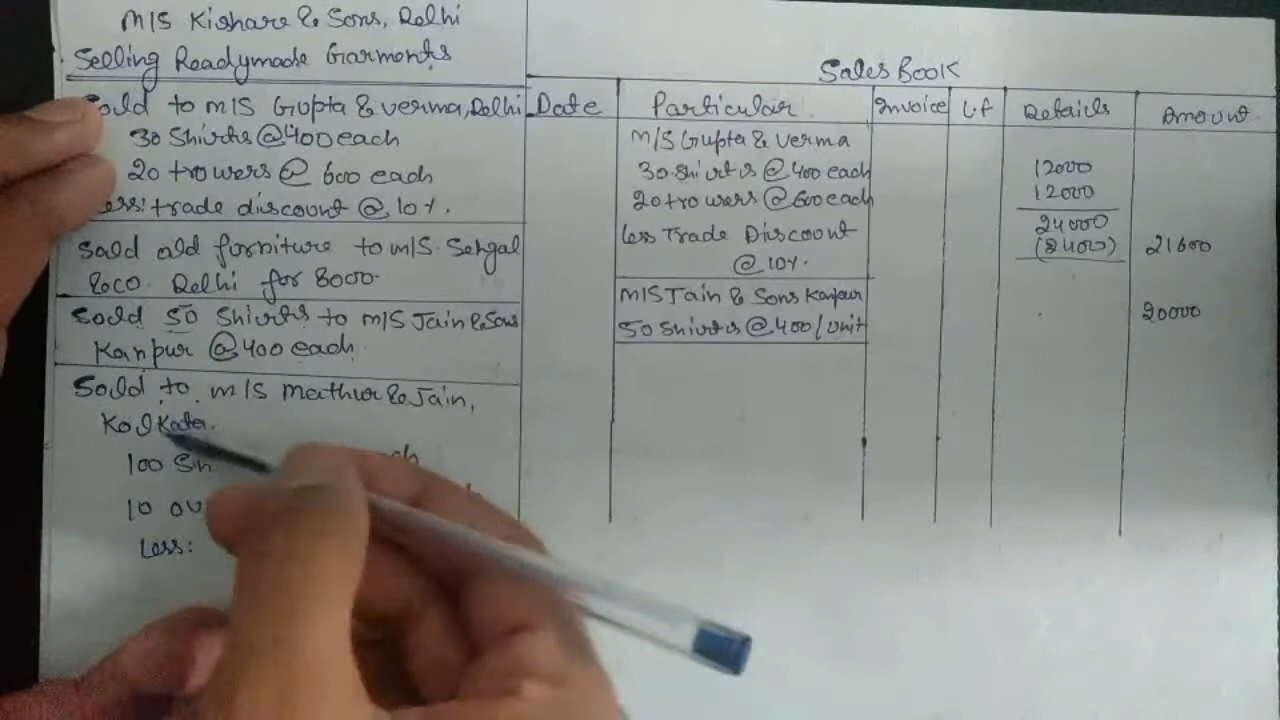 M/S Kishore & Sons, Delhi
Selling Readymade Garments
Sold to M/S Gupta & Verma, Delhi
30 Shirts @ 400 each
20 trowers @ 600 each
Less: trade discount @ 10%.
Sold old furniture to M/S. Sehgal
& CO. Delhi for 8000.
Sold 50 Shirts to M/S Jain & Sons
Kanpur @ 400 each.
Sold to M/S Mathur & Jain,
Kolkata.
100
10
Less:
Sales Book
Date Particular Invoice L.f Details Amount.
M/S Gupta & Verma
30 Shirts @ 400 each 12000
20 trowers @ 600 each 12000
24000
Less Trade Discount (2400) 21600
@ 10%.
M/S Jain & Sons Kanpur
50 Shirts @ 400/Unit 20000